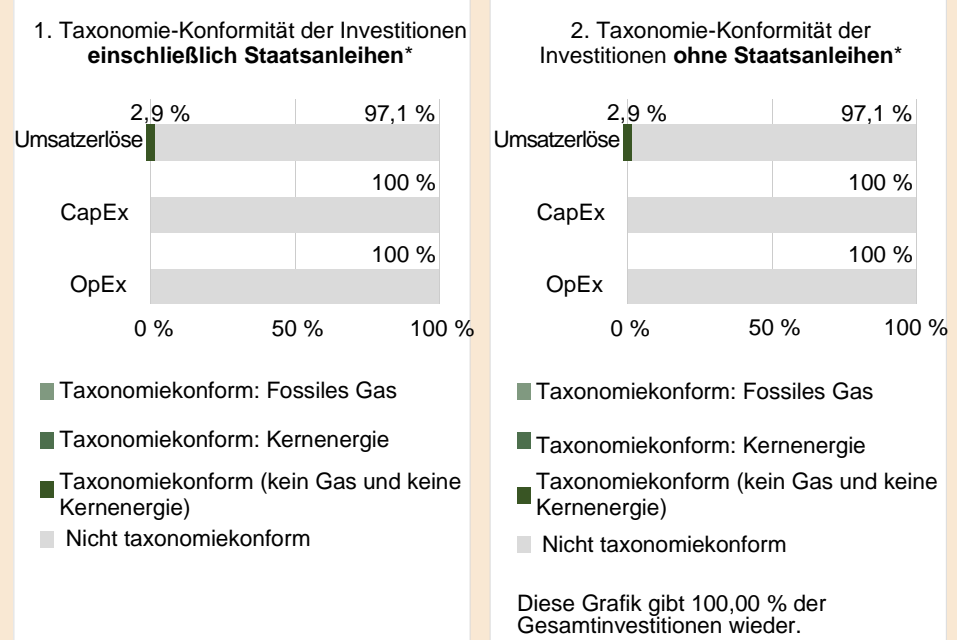 1. Taxonomie-Konformität der Investitionen
einschließlich Staatsanleihen*
2,9 % 97,1 %
Umsatzerlöse
100 %
CapEx
100 %
OpEx
0 % 50 % 100 %
Taxonomiekonform: Fossiles Gas
Taxonomiekonform: Kernenergie
Taxonomiekonform (kein Gas und keine
Kernenergie)
Nicht taxonomiekonform
2. Taxonomie-Konformität der
Investitionen ohne Staatsanleihen*
2,9 % 97,1 %
Umsatzerlöse
100 %
CapEx
100 %
OpEx
0 % 50 % 100 %
Taxonomiekonform: Fossiles Gas
Taxonomiekonform: Kernenergie
Taxonomiekonform (kein Gas und keine
Kernenergie)
Nicht taxonomiekonform
Diese Grafik gibt 100,00 % der
Gesamtinvestitionen wieder.